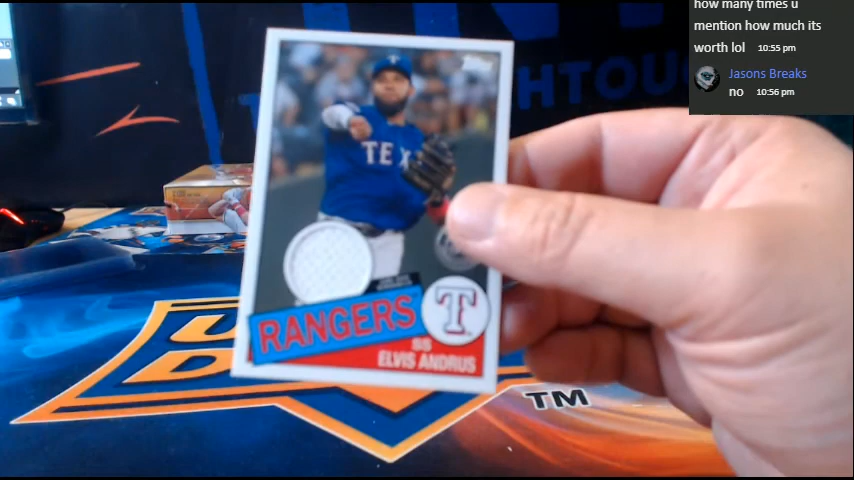 how many times u
mention how much its
worth lol 10:55 pm
Jasons Breaks
no 10:56 pm
HTOU
TEX
RANGERS
T
SS
ELVIS ANDRUS
U
D
TM